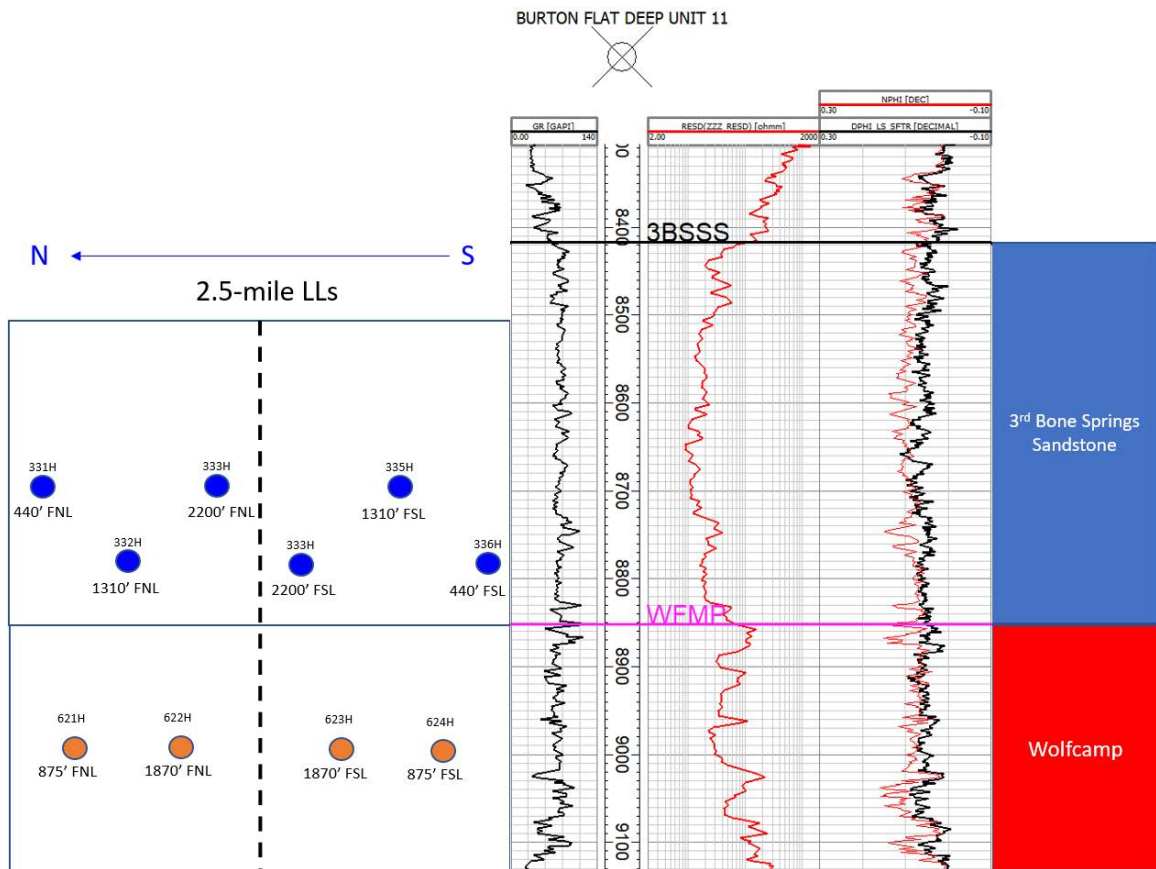 BURTON FLAT DEEP UNIT 11
NPHI [DEC]
0.30 -0.10
GR [GAPI]
0.00 140
RESD(ZZZ_RESD) [ohmm]
2.00 2000
DPHI_LS_SFTR [DECIMAL]
0.30 -0.10
8400
3BSSS
N S
2.5-mile LLs
8500
8600
3rd Bone Springs
Sandstone
331H 333H 335H
440’ FNL 2200’ FNL 1310’ FSL
8700
332H 333H 336H
1310’ FNL 2200’ FSL 440’ FSL
8800
WFMP
8900
621H 622H 623H 624H
875’ FNL 1870’ FNL 1870’ FSL 875’ FSL
Wolfcamp
9000
9100